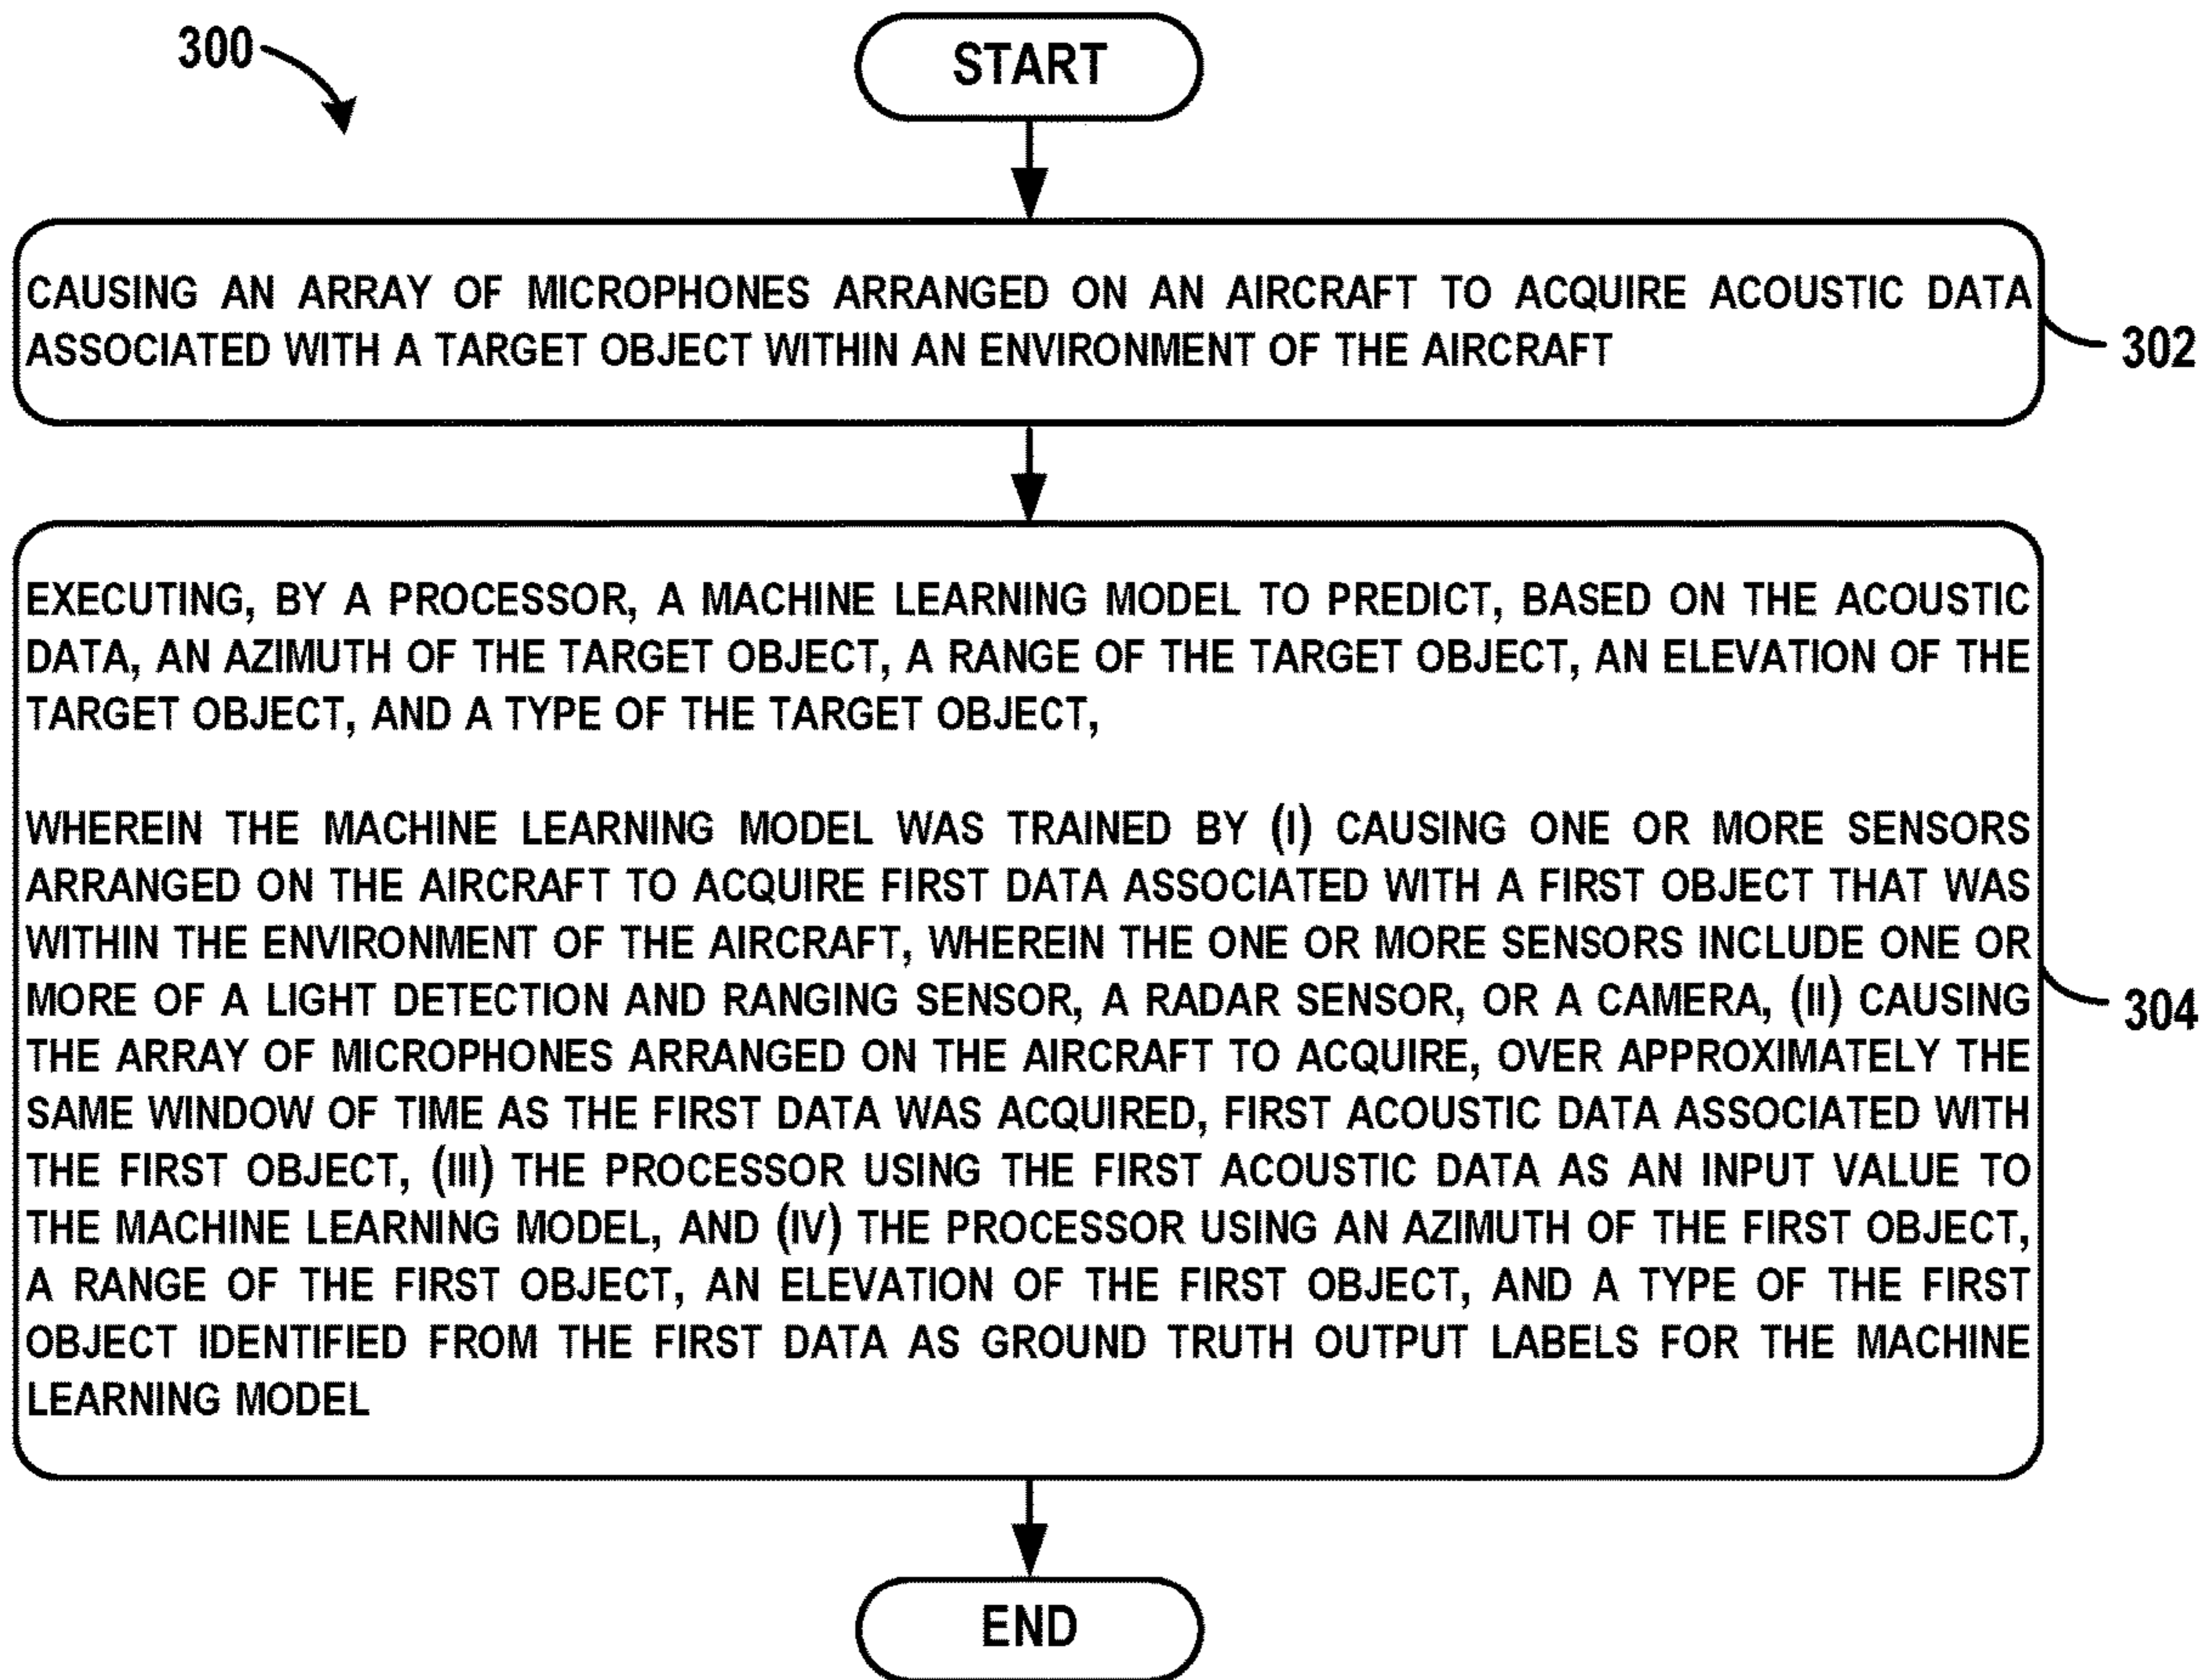 300
START
CAUSING AN ARRAY OF MICROPHONES ARRANGED ON AN AIRCRAFT TO ACQUIRE ACOUSTIC DATA
ASSOCIATED WITH A TARGET OBJECT WITHIN AN ENVIRONMENT OF THE AIRCRAFT
302
EXECUTING, BY A PROCESSOR, A MACHINE LEARNING MODEL TO PREDICT, BASED ON THE ACOUSTIC
DATA, AN AZIMUTH OF THE TARGET OBJECT, A RANGE OF THE TARGET OBJECT, AN ELEVATION OF THE
TARGET OBJECT, AND A TYPE OF THE TARGET OBJECT,
WHEREIN THE MACHINE LEARNING MODEL WAS TRAINED BY (I) CAUSING ONE OR MORE SENSORS
ARRANGED ON THE AIRCRAFT TO ACQUIRE FIRST DATA ASSOCIATED WITH A FIRST OBJECT THAT WAS
WITHIN THE ENVIRONMENT OF THE AIRCRAFT, WHEREIN THE ONE OR MORE SENSORS INCLUDE ONE OR
MORE OF A LIGHT DETECTION AND RANGING SENSOR, A RADAR SENSOR, OR A CAMERA, (II) CAUSING
THE ARRAY OF MICROPHONES ARRANGED ON THE AIRCRAFT TO ACQUIRE, OVER APPROXIMATELY THE
SAME WINDOW OF TIME AS THE FIRST DATA WAS ACQUIRED, FIRST ACOUSTIC DATA ASSOCIATED WITH
THE FIRST OBJECT, (III) THE PROCESSOR USING THE FIRST ACOUSTIC DATA AS AN INPUT VALUE TO
THE MACHINE LEARNING MODEL, AND (IV) THE PROCESSOR USING AN AZIMUTH OF THE FIRST OBJECT,
A RANGE OF THE FIRST OBJECT, AN ELEVATION OF THE FIRST OBJECT, AND A TYPE OF THE FIRST
OBJECT IDENTIFIED FROM THE FIRST DATA AS GROUND TRUTH OUTPUT LABELS FOR THE MACHINE
LEARNING MODEL
304
END